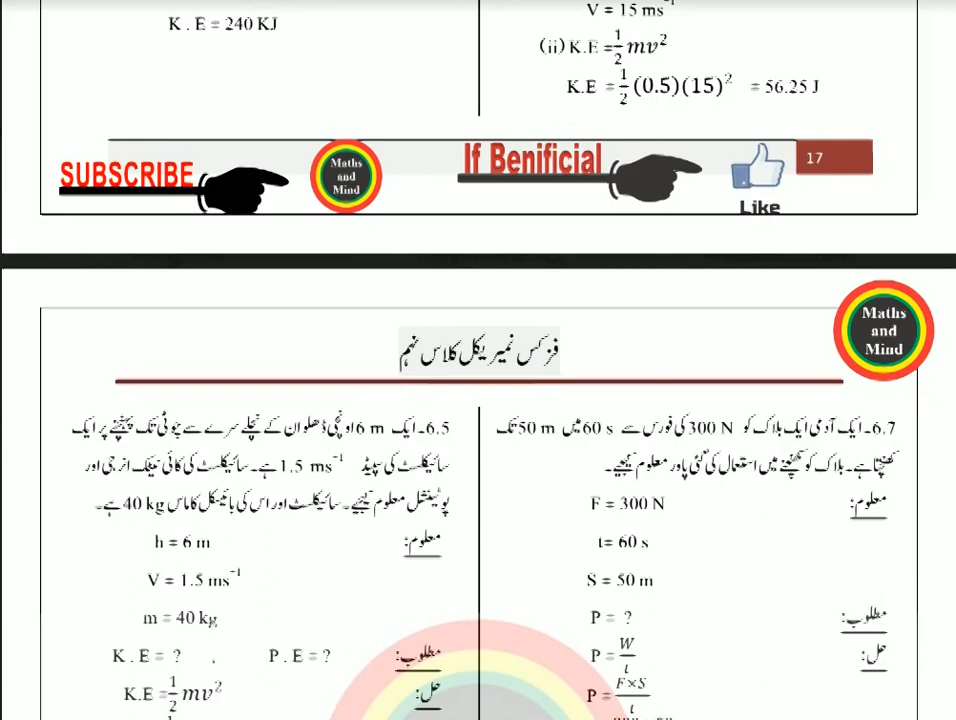 K . E = 240 KJ
V = 15 ms⁻¹
(ii) K.E = 1/2 mv²
K.E = 1/2 (0.5)(15)² = 56.25 J
SUBSCRIBE
Maths
and
Mind
If Benificial
Like
17
Maths
and
Mind
فزکس نمیریکل کلاس نہم
6.7۔ ایک آدمی ایک بلاک کو 300 N کی فورس سے 60 s میں 50 m تک
کھینچتا ہے۔ بلاک کو کھینچنے میں استعمال کی گئی پاور معلوم کیجیے۔
معلوم: F = 300 N
t= 60 s
S = 50 m
مطلوب: P = ?
حل: P = W/t
P = F×S/t
6.5۔ ایک 6 m اونچی ڈھلوان کے نچلے سرے سے چوٹی تک پہنچنے پر ایک
سائیکلسٹ کی سپیڈ 1.5 ms⁻¹ ہے۔ سائیکلسٹ کی کائی نیٹک انرجی اور
پوٹینشل معلوم کیجیے۔ سائیکلسٹ اور اس کی بائیسکل کا ماس 40 kg ہے۔
معلوم: h = 6 m
V = 1.5 ms⁻¹
m = 40 kg
مطلوب: K . E = ? , P . E = ?
حل: K.E = 1/2 mv²